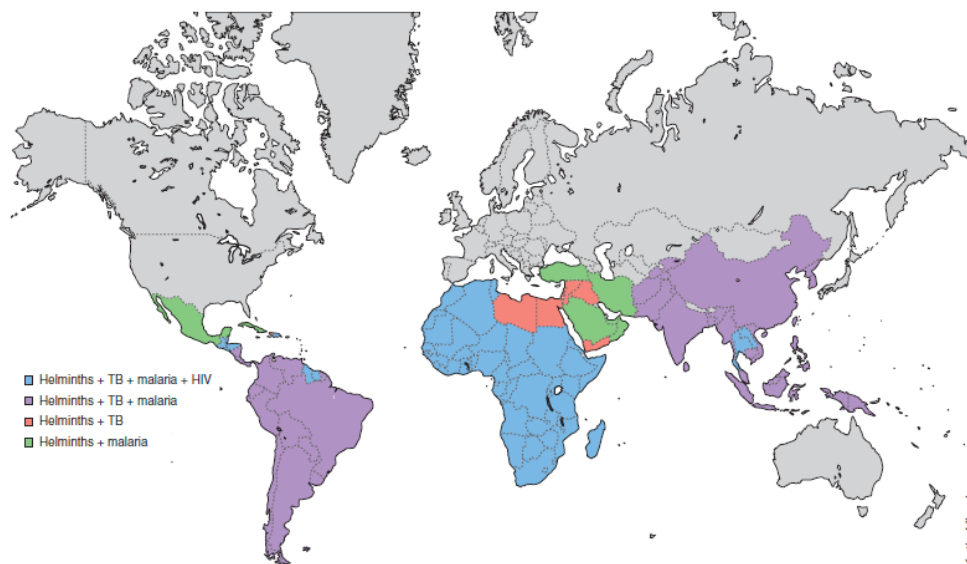 Helminths + TB + malaria + HIV
Helminths + TB + malaria
Helminths + TB
Helminths + malaria